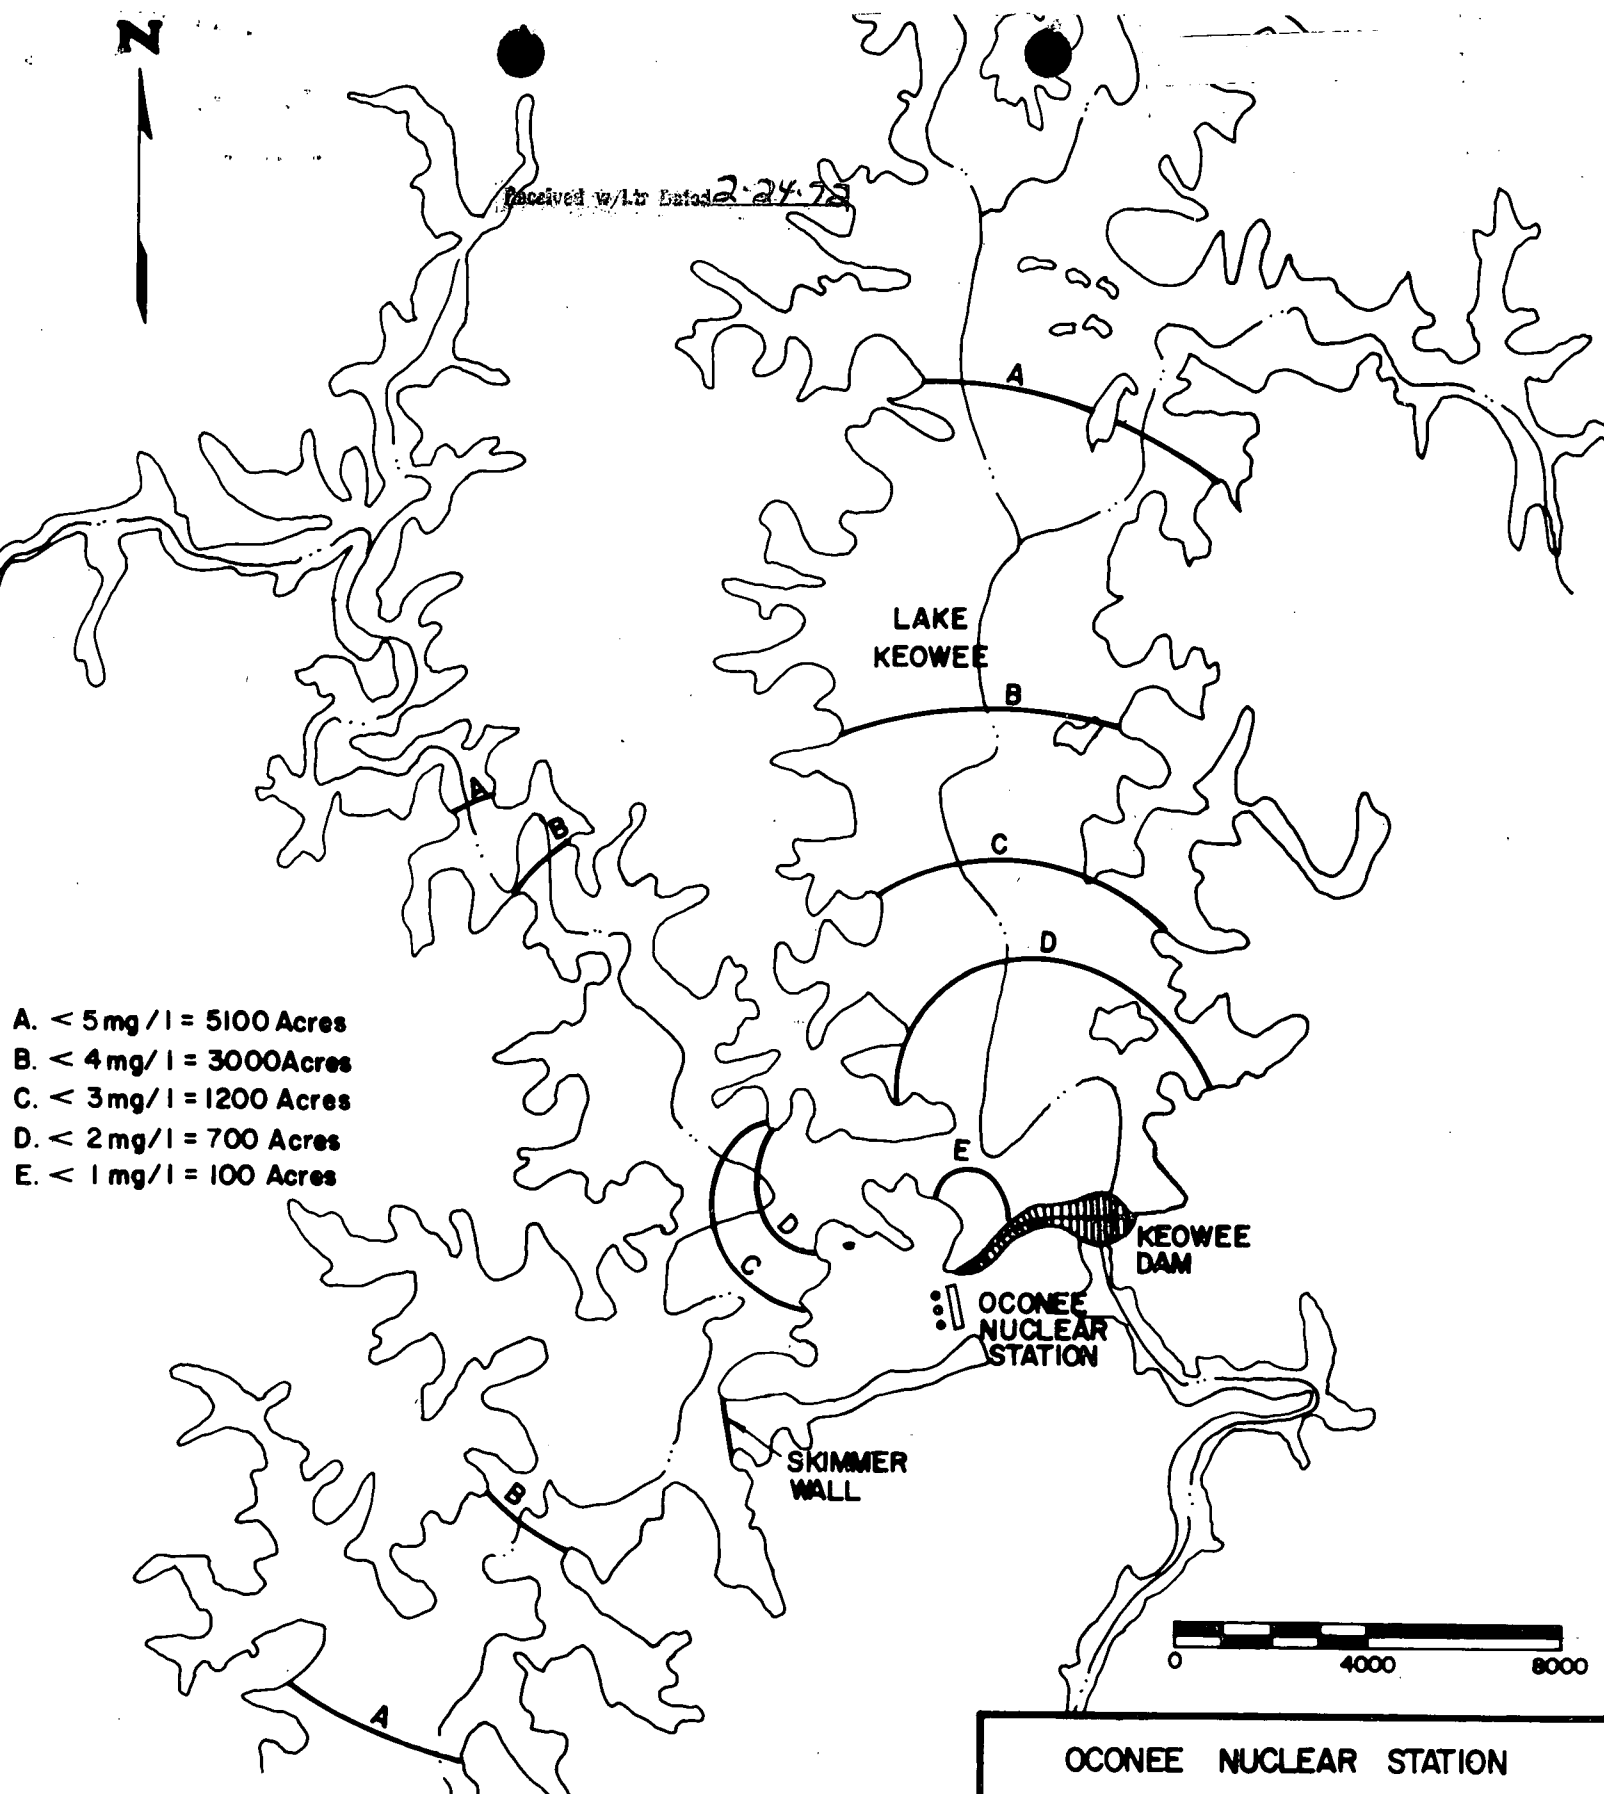 N
Received w/Ltr Dated 2-24-72
A
LAKE
KEOWEE
B
A
B
C
D
A. < 5 mg / l = 5100 Acres
B. < 4 mg / l = 3000 Acres
C. < 3 mg / l = 1200 Acres
D. < 2 mg / l = 700 Acres
E. < 1 mg / l = 100 Acres
E
D
C
KEOWEE
DAM
OCONEE
NUCLEAR
STATION
SKIMMER
WALL
B
A
0 4000 8000
OCONEE NUCLEAR STATION